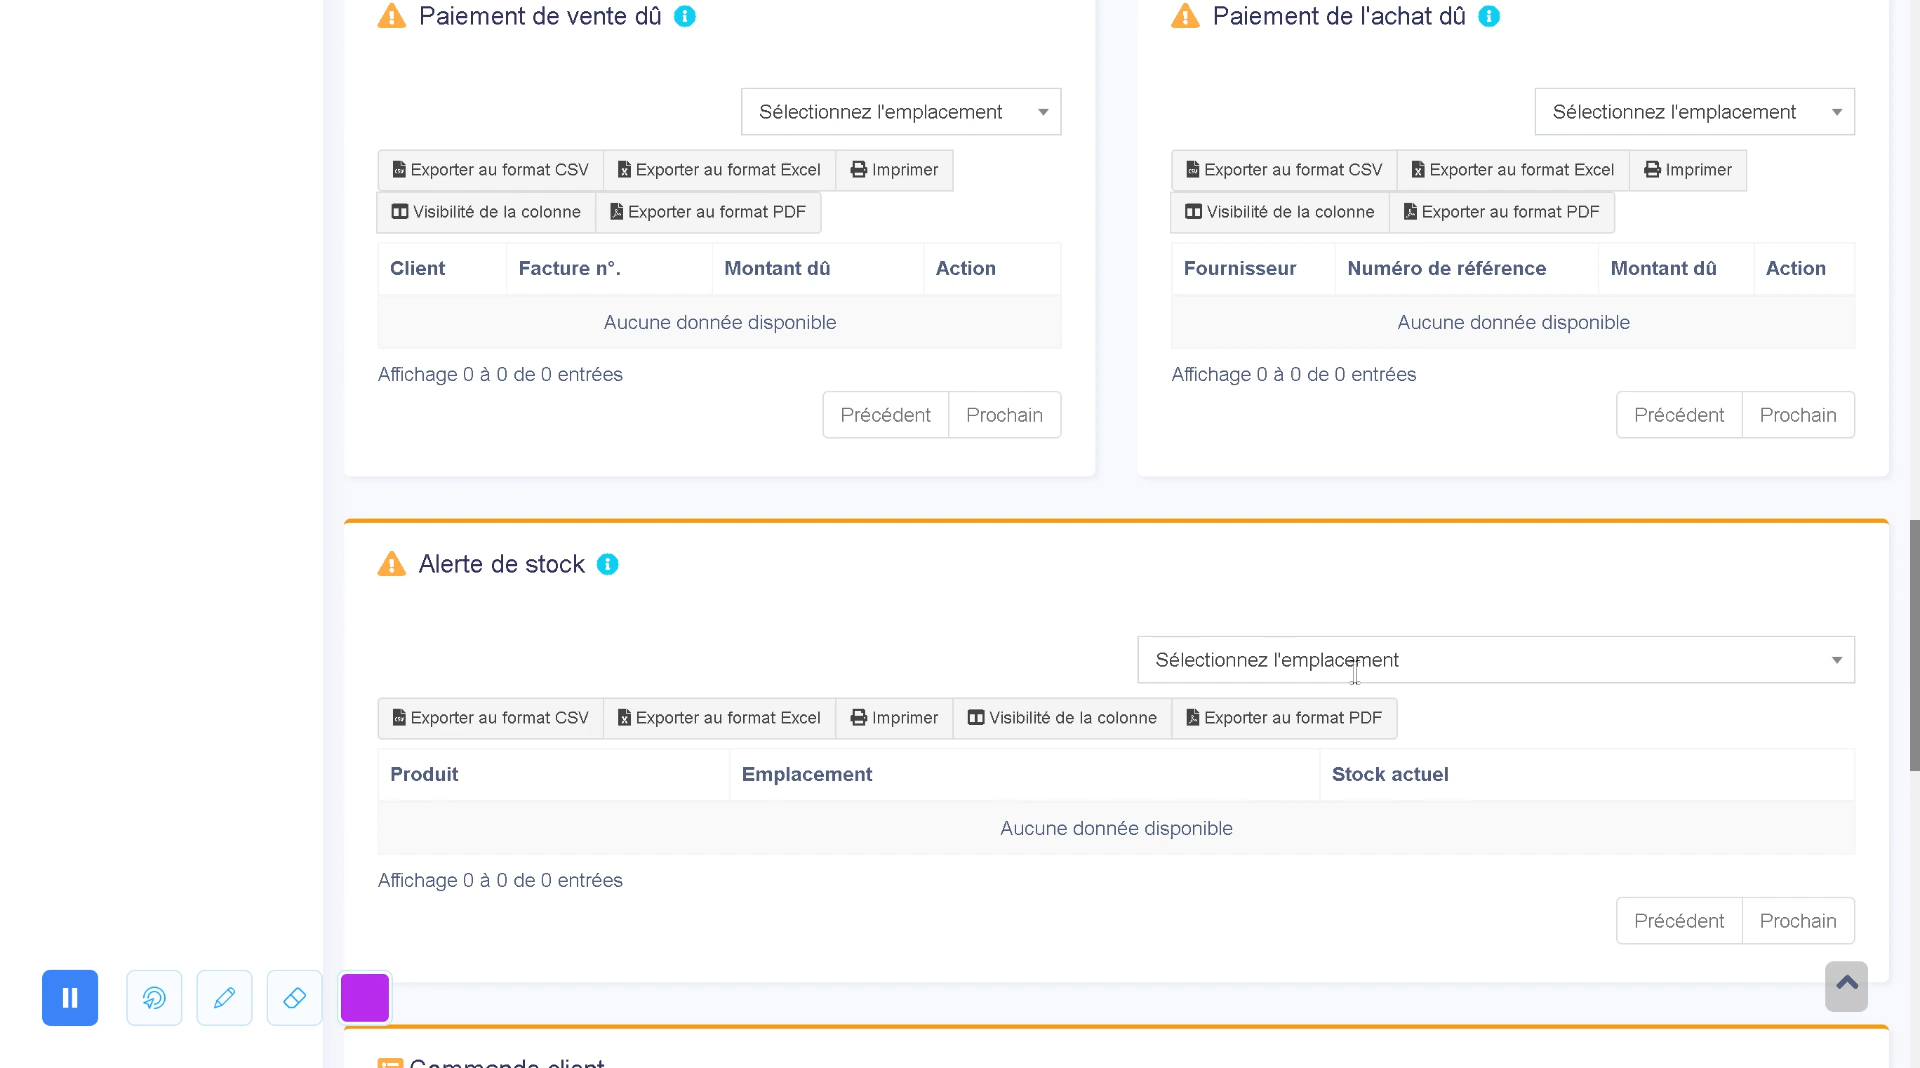 Paiement de vente dû
Sélectionnez l'emplacement
Exporter au format CSV Exporter au format Excel Imprimer
Visibilité de la colonne Exporter au format PDF
Client Facture n°. Montant dû Action
Aucune donnée disponible
Affichage 0 à 0 de 0 entrées
Précédent Prochain
Paiement de l'achat dû
Sélectionnez l'emplacement
Exporter au format CSV Exporter au format Excel Imprimer
Visibilité de la colonne Exporter au format PDF
Fournisseur Numéro de référence Montant dû Action
Aucune donnée disponible
Affichage 0 à 0 de 0 entrées
Précédent Prochain
Alerte de stock
Sélectionnez l'emplacement
Exporter au format CSV Exporter au format Excel Imprimer Visibilité de la colonne Exporter au format PDF
Produit Emplacement Stock actuel
Aucune donnée disponible
Affichage 0 à 0 de 0 entrées
Précédent Prochain
Commande client